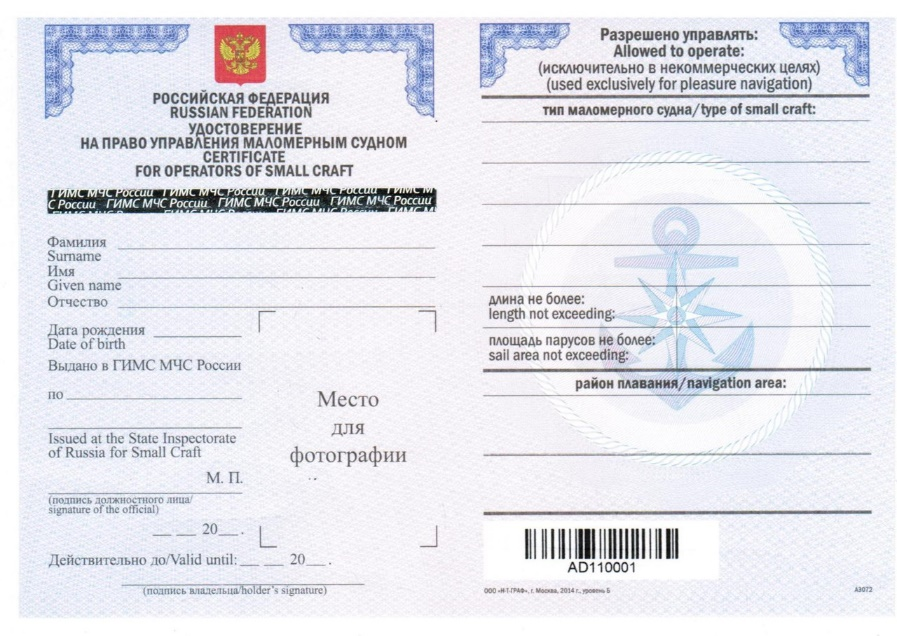 РОССИЙСКАЯ ФЕДЕРАЦИЯ
RUSSIAN FEDERATION
УДОСТОВЕРЕНИЕ
НА ПРАВО УПРАВЛЕНИЯ МАЛОМЕРНЫМ СУДНОМ
CERTIFICATE
FOR OPERATORS OF SMALL CRAFT
ГИМС МЧС России ГИМС МЧС России ГИМС МЧС России ГИМС М
С России ГИМС МЧС России ГИМС МЧС России ГИМС МЧС России
Фамилия
Surname
Имя
Given name
Отчество
Дата рождения
Date of birth
Выдано в ГИМС МЧС России
по
Issued at the State Inspectorate
of Russia for Small Craft
М. П.
(подпись должностного лица/
signature of the official)
__ __ 20__.
Действительно до/Valid until:__ __ 20__.
(подпись владельца/holder's signature)
Место
для
фотографии
Разрешено управлять:
Allowed to operate:
(исключительно в некоммерческих целях)
(used exclusively for pleasure navigation)
тип маломерного судна/type of small craft:
длина не более:
length not exceeding:
площадь парусов не более:
sail area not exceeding:
район плавания/navigation area:
AD110001
ООО «Н-Т-ГРАФ», г. Москва, 2014 г., уровень Б
А3072